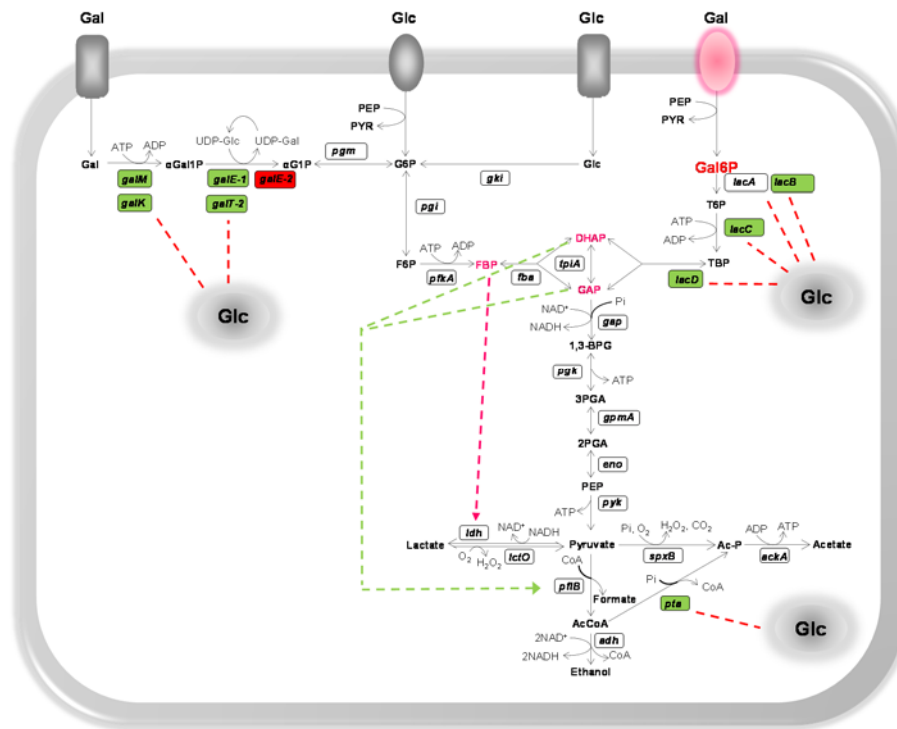 Gal Glc Glc Gal
PEP
PYR
PEP
PYR
ATP ADP
UDP-Glc UDP-Gal
Gal αGal1P αG1P pgm G6P gki Glc
galM galE-1 galE-2
galK galT-2
Gal6P
lacA lacB
T6P
ATP
ADP
lacC
TBP
lacD
Glc
pgi
DHAP
ATP ADP
F6P pfkA FBP fba tpiA
GAP
Glc
NAD⁺ Pi
NADH gap
1,3-BPG
pgk ATP
3PGA
gpmA
2PGA
eno
PEP
ATP pyk
ldh NAD⁺ NADH
Lactate Pyruvate
O₂ H₂O₂ lctO
Pi, O₂ H₂O₂, CO₂
spxB
Ac-P
ADP ATP
ackA
Acetate
CoA
pflB
Formate
Pi CoA
pta
Glc
AcCoA
2NAD⁺ adh
2NADH CoA
Ethanol